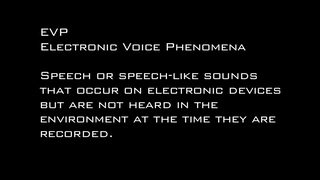 EVP
Electronic Voice Phenomena
Speech or speech-like sounds
that occur on electronic devices
but are not heard in the
environment at the time they are
recorded.